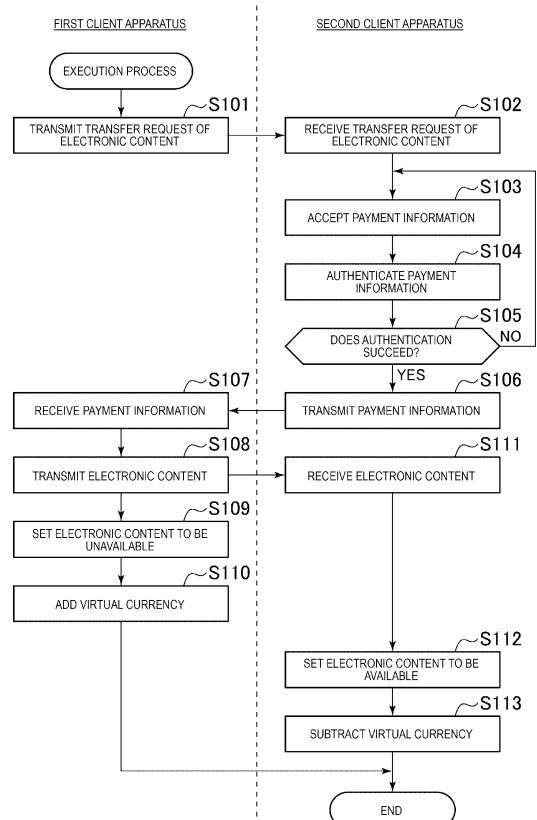 FIRST CLIENT APPARATUS
SECOND CLIENT APPARATUS
EXECUTION PROCESS
S101
TRANSMIT TRANSFER REQUEST OF
ELECTRONIC CONTENT
S102
RECEIVE TRANSFER REQUEST OF
ELECTRONIC CONTENT
S103
ACCEPT PAYMENT INFORMATION
S104
AUTHENTICATE PAYMENT
INFORMATION
S105
DOES AUTHENTICATION
SUCCEED?
NO
YES
S106
TRANSMIT PAYMENT INFORMATION
S107
RECEIVE PAYMENT INFORMATION
S108
TRANSMIT ELECTRONIC CONTENT
S111
RECEIVE ELECTRONIC CONTENT
S109
SET ELECTRONIC CONTENT TO BE
UNAVAILABLE
S110
ADD VIRTUAL CURRENCY
S112
SET ELECTRONIC CONTENT TO BE
AVAILABLE
S113
SUBTRACT VIRTUAL CURRENCY
END